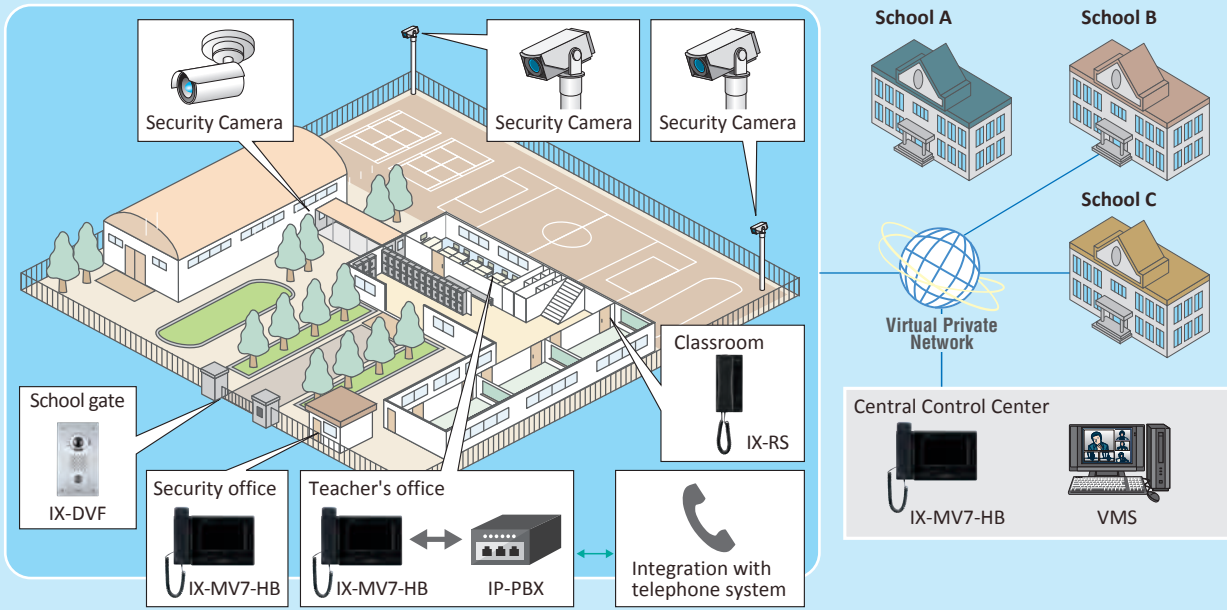 Security Camera
Security Camera
Security Camera
School A
School B
School C
Virtual Private
Network
Classroom
IX-RS
School gate
IX-DVF
Security office
IX-MV7-HB
Teacher's office
IX-MV7-HB
IP-PBX
Integration with
telephone system
Central Control Center
IX-MV7-HB
VMS